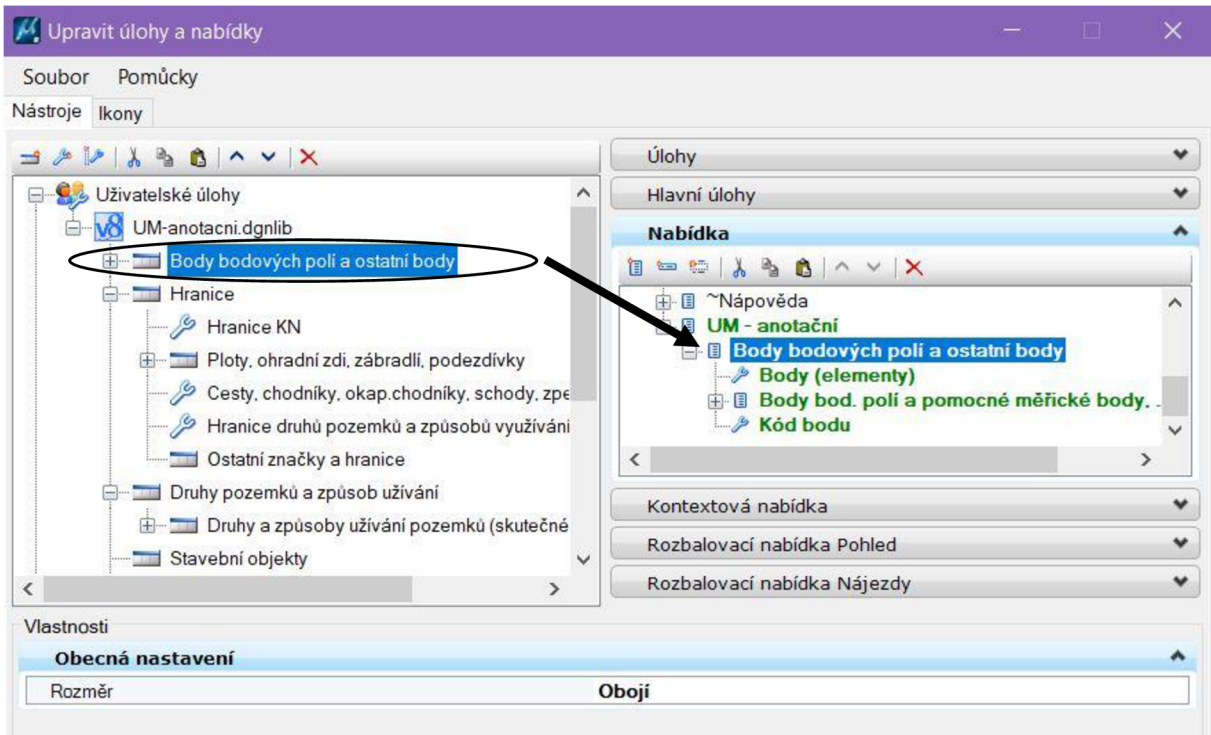 Upravit úlohy a nabídky
Soubor Pomůcky
Nástroje Ikony
Uživatelské úlohy
UM-anotacni.dgnlib
Body bodových polí a ostatní body
Hranice
Hranice KN
Ploty, ohradní zdi, zábradlí, podezdívky
Cesty, chodníky, okap.chodníky, schody, zpe
Hranice druhů pozemků a způsobů využívání
Ostatní značky a hranice
Druhy pozemků a způsob užívání
Druhy a způsoby užívání pozemků (skutečné
Stavební objekty
Úlohy
Hlavní úlohy
Nabídka
~Nápověda
UM - anotační
Body bodových polí a ostatní body
Body (elementy)
Body bod. polí a pomocné měřické body, .
Kód bodu
Kontextová nabídka
Rozbalovací nabídka Pohled
Rozbalovací nabídka Nájezdy
Vlastnosti
Obecná nastavení
Rozměr Obojí